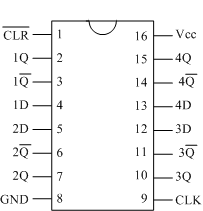 C̅L̅R̅ 1 16 Vcc
1Q 2 15 4Q
1Q̅ 3 14 4Q̅
1D 4 13 4D
2D 5 12 3D
2Q̅ 6 11 3Q̅
2Q 7 10 3Q
GND 8 9 CLK